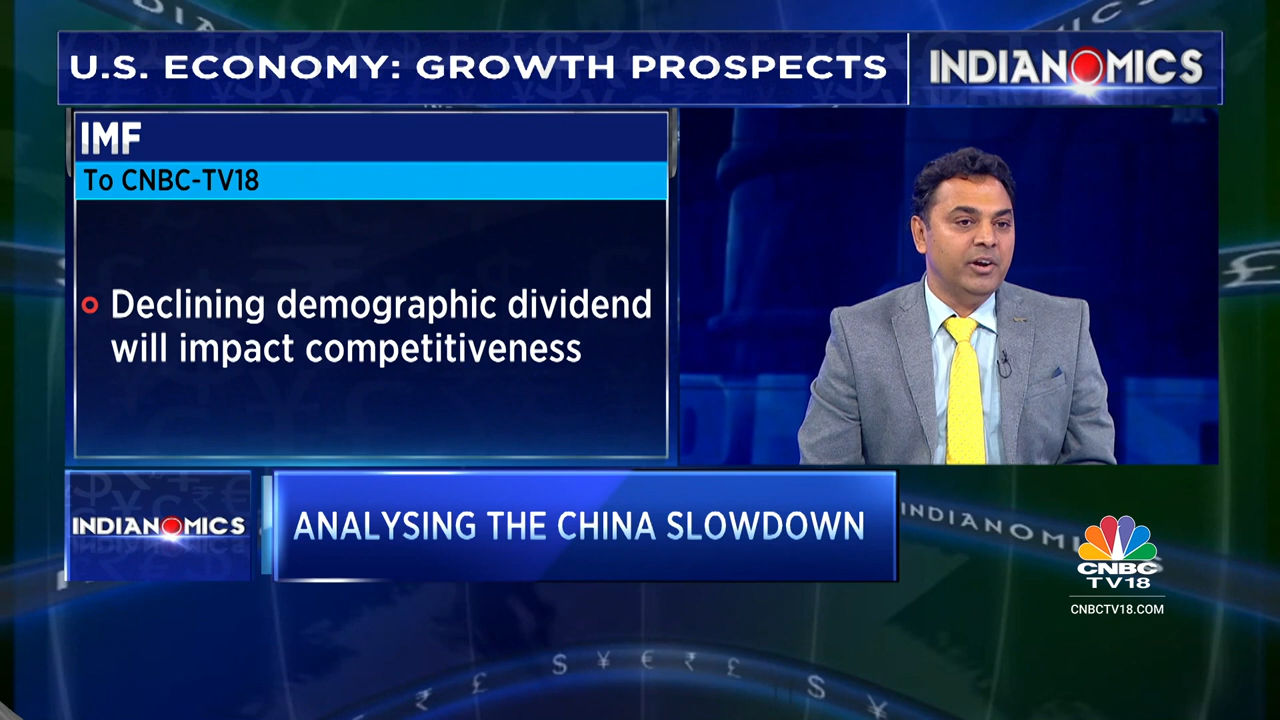 U.S. ECONOMY: GROWTH PROSPECTS
INDIANOMICS
IMF
To CNBC-TV18
Declining demographic dividend
will impact competitiveness
INDIANOMICS
ANALYSING THE CHINA SLOWDOWN
INDIANOM
CNBC
TV18
CNBCTV18.COM
$ ¥ € ₹ £